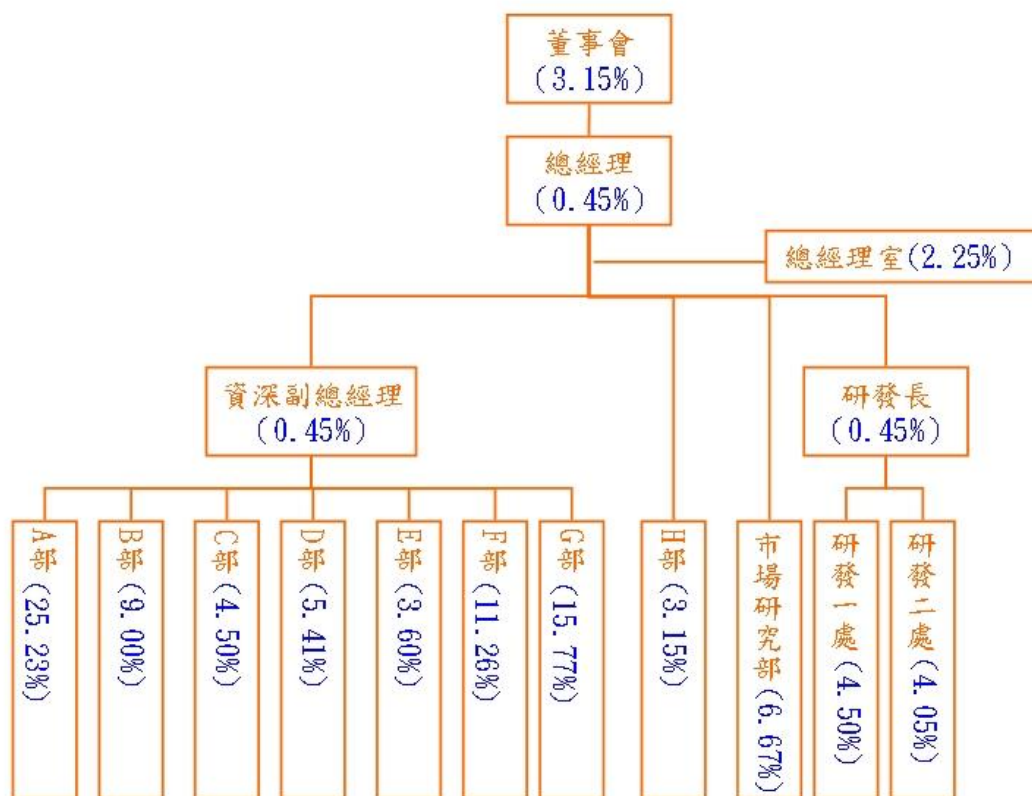 董事會
(3.15%)
總經理
(0.45%)
總經理室(2.25%)
資深副總經理
(0.45%)
研發長
(0.45%)
A部(25.23%)
B部(9.00%)
C部(4.50%)
D部(5.41%)
E部(3.60%)
F部(11.26%)
G部(15.77%)
H部(3.15%)
市場研究部(6.67%)
研發一處(4.50%)
研發二處(4.05%)